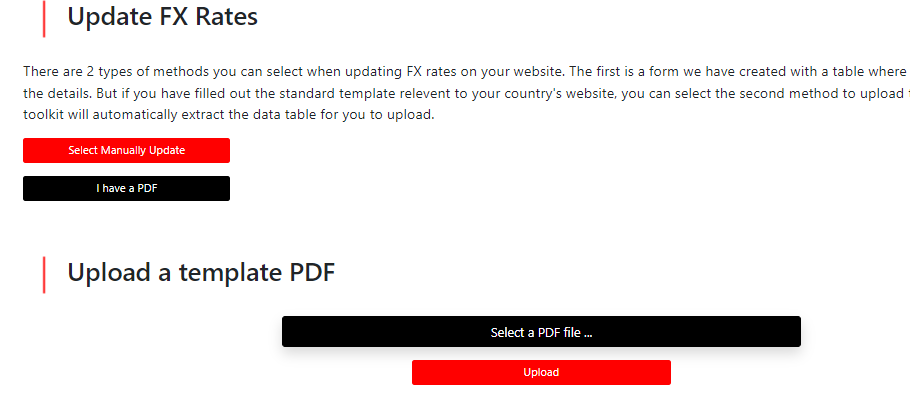 Update FX Rates
There are 2 types of methods you can select when updating FX rates on your website. The first is a form we have created with a table where
the details. But if you have filled out the standard template relevent to your country's website, you can select the second method to upload
toolkit will automatically extract the data table for you to upload.
Select Manually Update
I have a PDF
Upload a template PDF
Select a PDF file ...
Upload